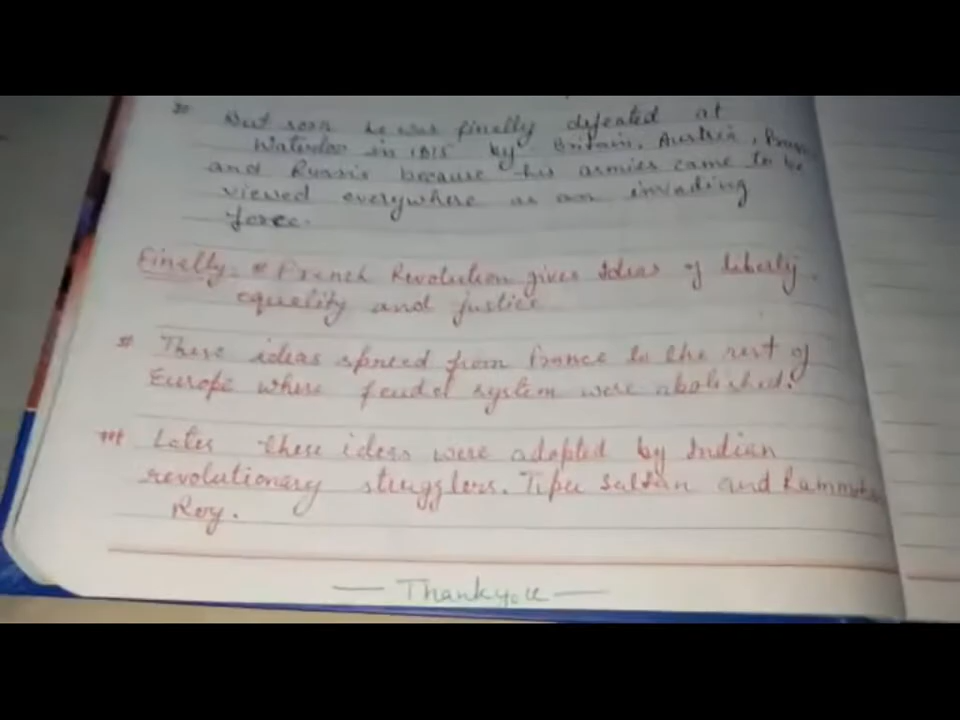 But soon he was finally defeated at
Waterloo in 1815 by Britain, Austria,
and Russia because his armies came to be
viewed everywhere as an invading
force.
Finally: * French Revolution gives Ideas of liberty,
equality and justice
* These ideas spread from France to the rest of
Europe where feudal system were abolished.
*** Later these ideas were adopted by Indian
revolutionary strugglers. Tipu Sultan and
Roy.
— Thankyou —